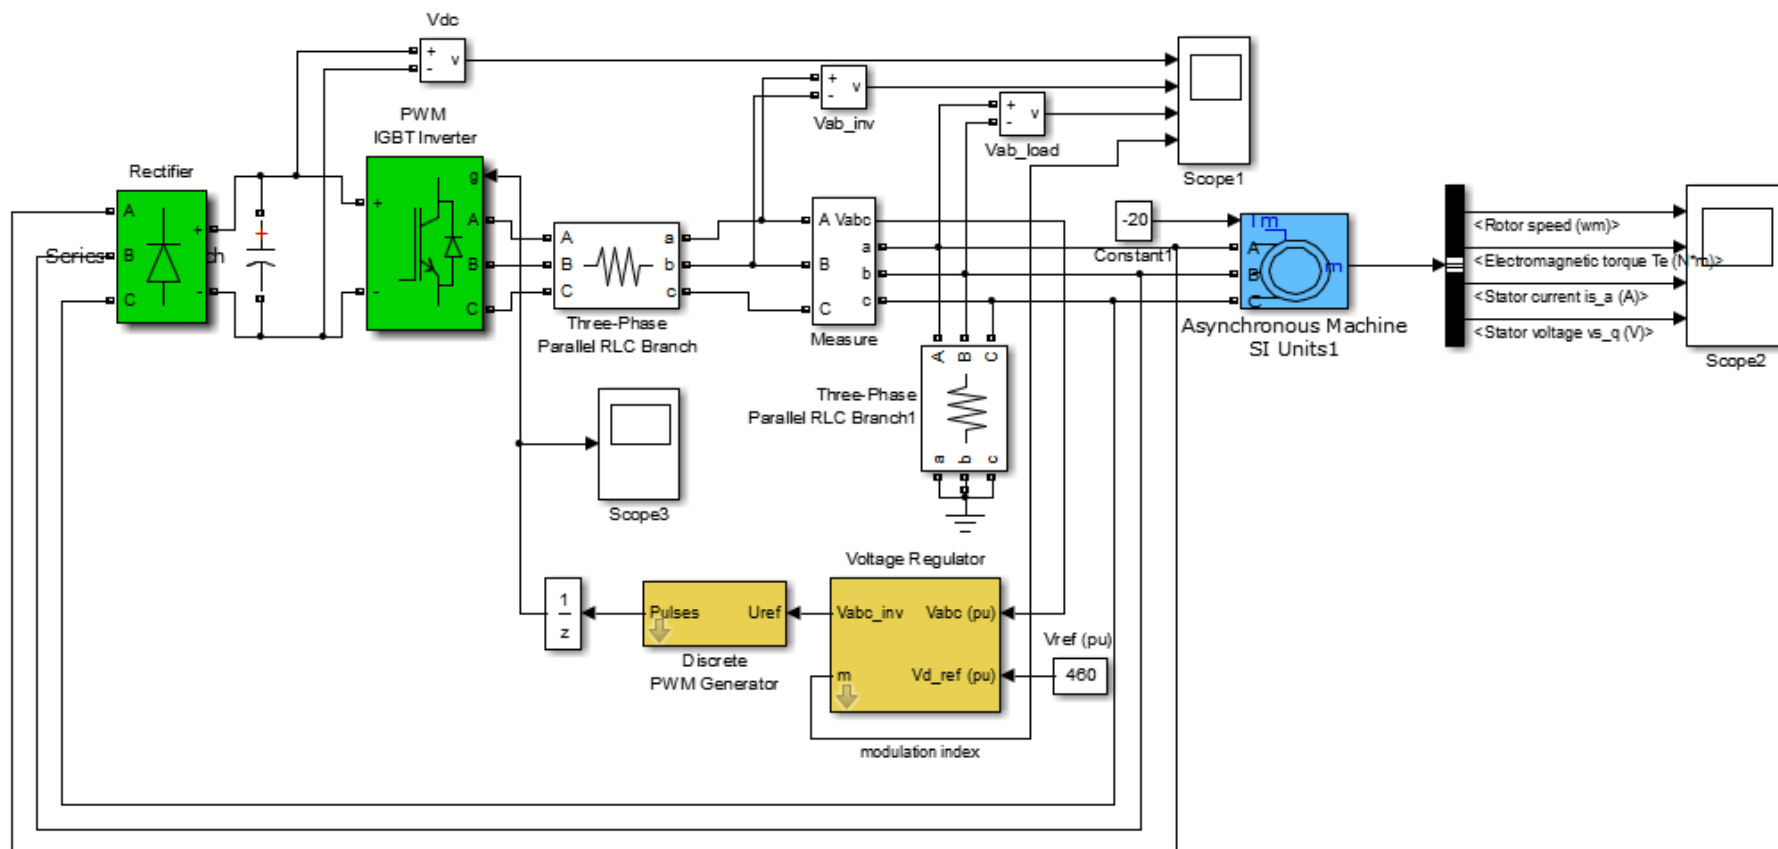 Vdc
+
-
v
+
-
v
Vab_inv
+
-
v
Vab_load
Scope1
PWM
IGBT Inverter
g
+
-
A
B
C
Rectifier
A
B
C
+
-
Series
ch
+
A
B
C
a
b
c
Three-Phase
Parallel RLC Branch
A
B
C
Vabc
a
b
c
Measure
-20
Constant1
Tm
A
B
C
m
Asynchronous Machine
SI Units1
<Rotor speed (wm)>
<Electromagnetic torque Te (N*m)>
<Stator current is_a (A)>
<Stator voltage vs_q (V)>
Scope2
A
B
C
Three-Phase
Parallel RLC Branch1
a
b
c
Scope3
Voltage Regulator
1
z
Pulses
Uref
Discrete
PWM Generator
Vabc_inv
Vabc (pu)
m
Vd_ref (pu)
Vref (pu)
460
modulation index